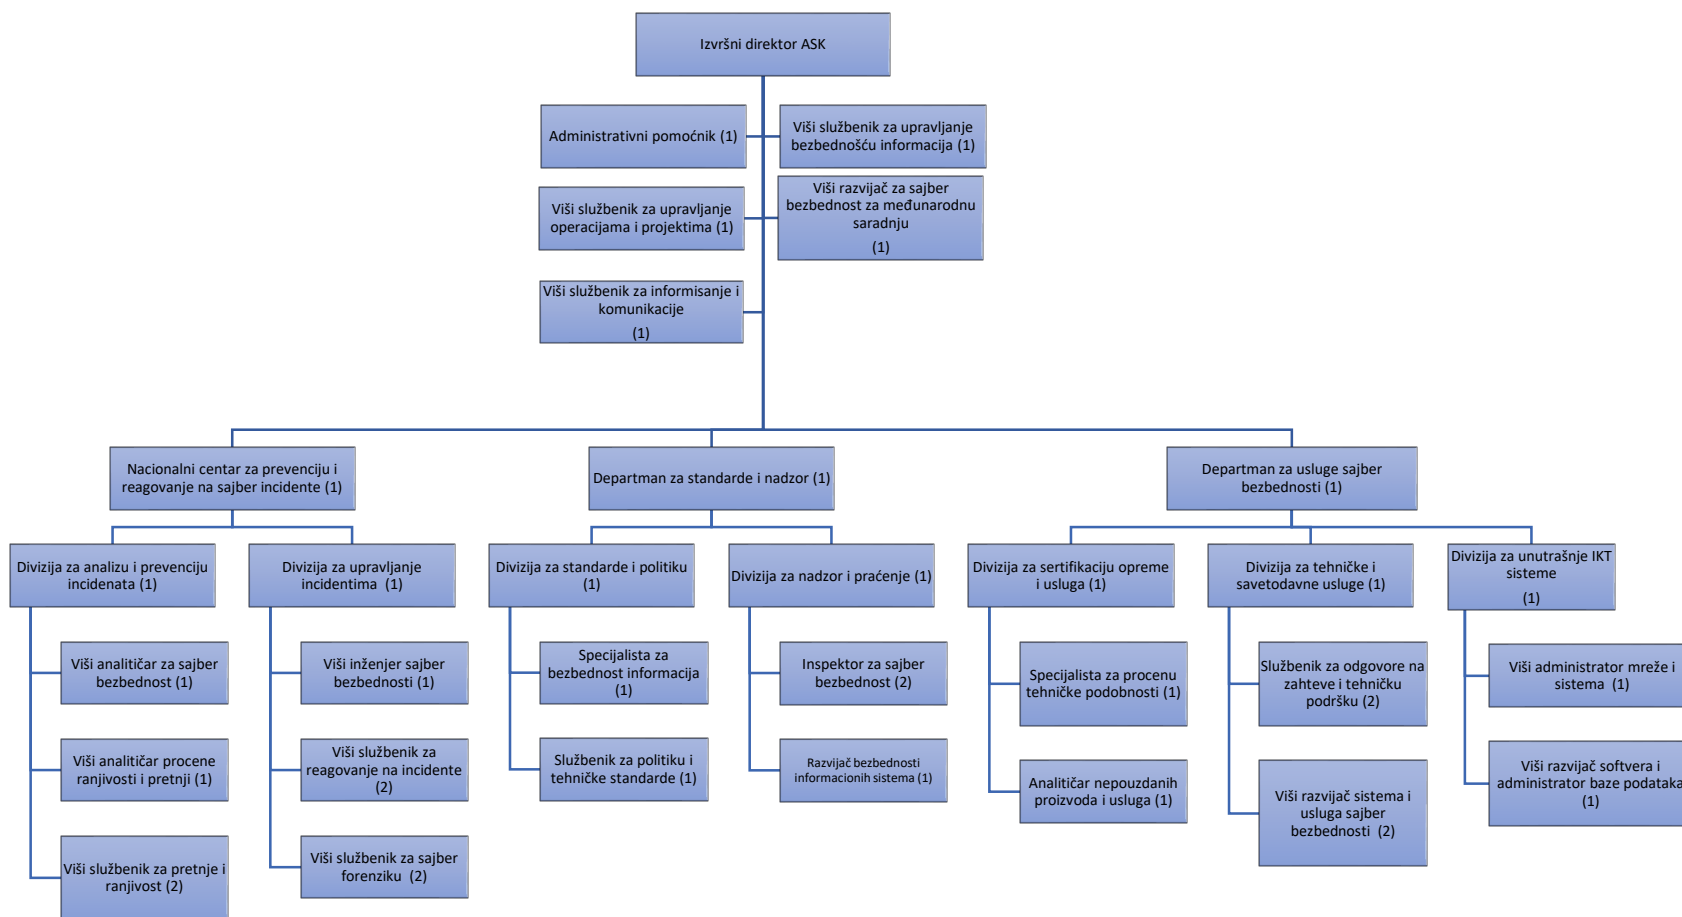 Izvršni direktor ASK
Administrativni pomoćnik (1)
Viši službenik za upravljanje
bezbednošću informacija (1)
Viši službenik za upravljanje
operacijama i projektima (1)
Viši razvijač za sajber
bezbednost za međunarodnu
saradnju
(1)
Viši službenik za informisanje i
komunikacije
(1)
Nacionalni centar za prevenciju i
reagovanje na sajber incidente (1)
Departman za standarde i nadzor (1)
Departman za usluge sajber
bezbednosti (1)
Divizija za analizu i prevenciju
incidenata (1)
Divizija za upravljanje
incidentima (1)
Divizija za standarde i politiku
(1)
Divizija za nadzor i praćenje (1)
Divizija za sertifikaciju opreme
i usluga (1)
Divizija za tehničke i
savetodavne usluge (1)
Divizija za unutrašnje IKT
sisteme
(1)
Viši analitičar za sajber
bezbednost (1)
Viši inženjer sajber
bezbednosti (1)
Specijalista za
bezbednost informacija
(1)
Inspektor za sajber
bezbednost (2)
Specijalista za procenu
tehničke podobnosti (1)
Službenik za odgovore na
zahteve i tehničku
podršku (2)
Viši administrator mreže i
sistema (1)
Viši analitičar procene
ranjivosti i pretnji (1)
Viši službenik za
reagovanje na incidente
(2)
Službenik za politiku i
tehničke standarde (1)
Razvijač bezbednosti
informacionih sistema (1)
Analitičar nepouzdanih
proizvoda i usluga (1)
Viši razvijač sistema i
usluga sajber
bezbednosti (2)
Viši razvijač softvera i
administrator baze podataka
(1)
Viši službenik za pretnje i
ranjivost (2)
Viši službenik za sajber
forenziku (2)